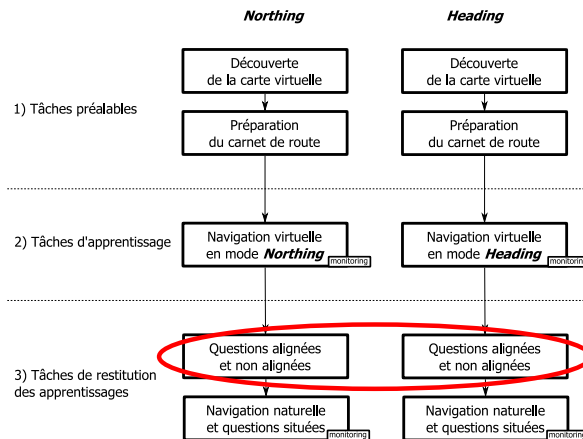 Northing
Heading
Découverte
de la carte virtuelle
Découverte
de la carte virtuelle
1) Tâches préalables
Préparation
du carnet de route
Préparation
du carnet de route
2) Tâches d'apprentissage
Navigation virtuelle
en mode Northing
monitoring
Navigation virtuelle
en mode Heading
monitoring
3) Tâches de restitution
des apprentissages
Questions alignées
et non alignées
Questions alignées
et non alignées
Navigation naturelle
et questions situées
monitoring
Navigation naturelle
et questions situées
monitoring